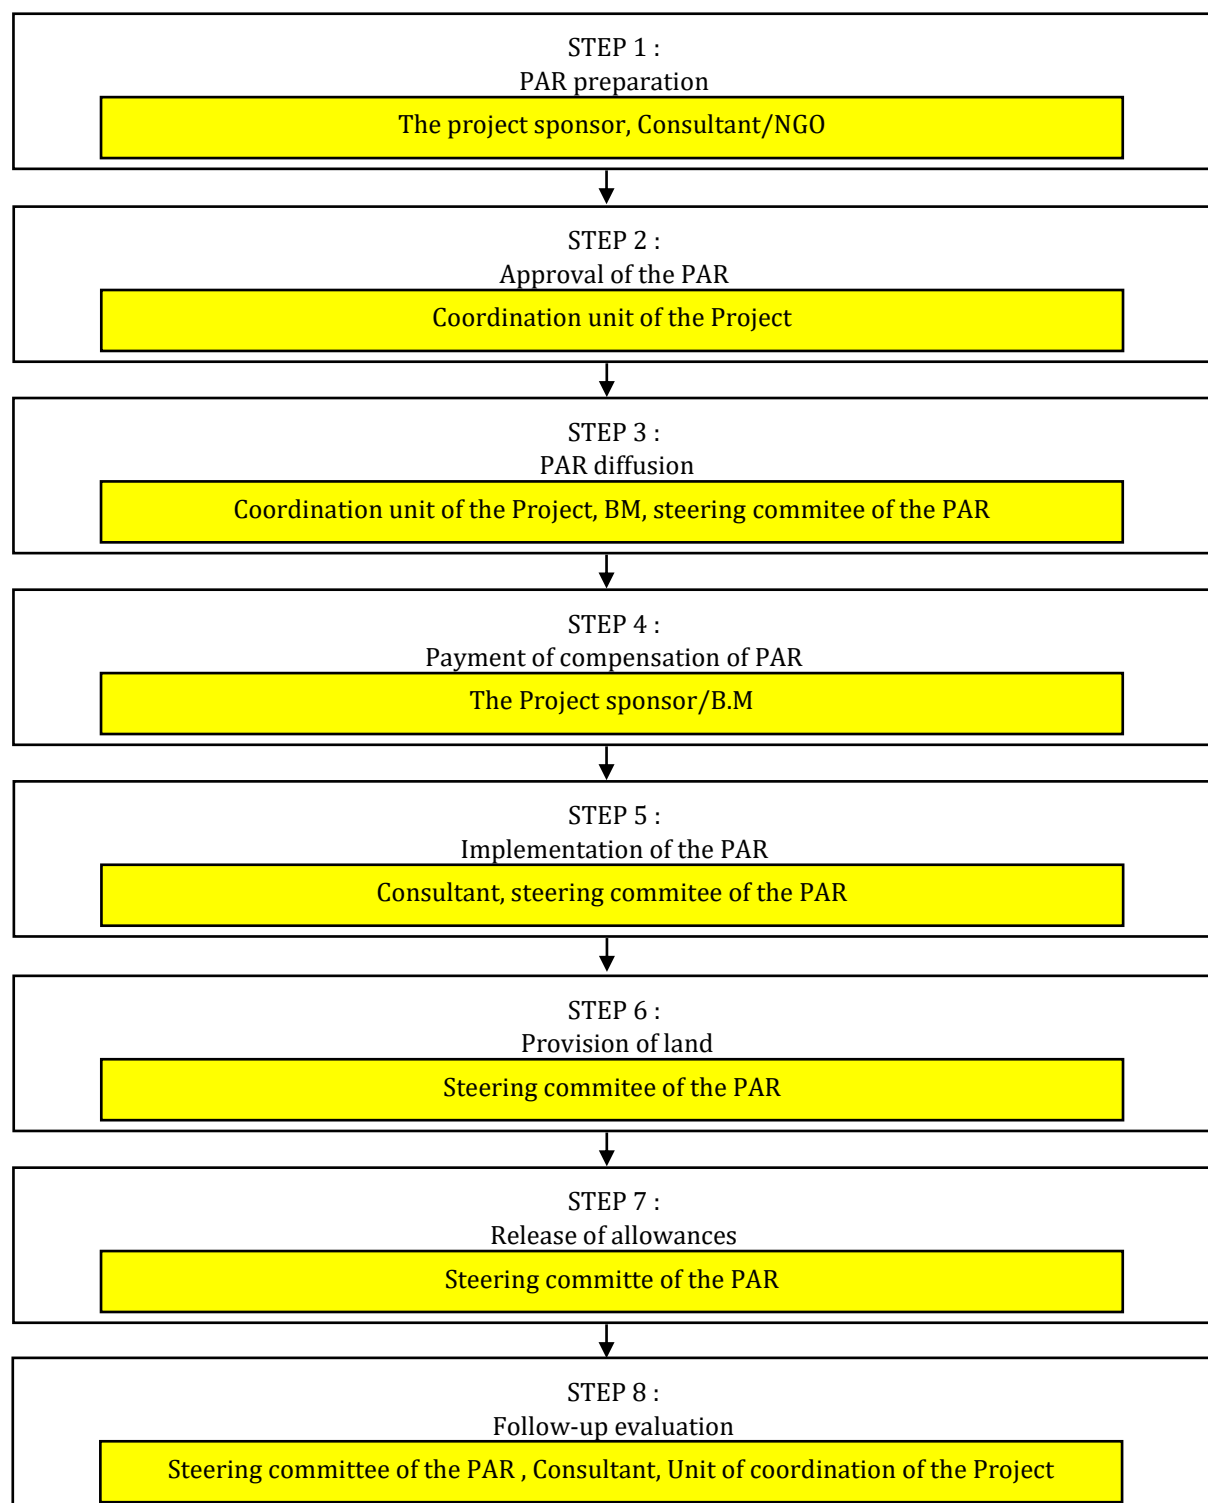 STEP 1 :
PAR preparation
The project sponsor, Consultant/NGO
STEP 2 :
Approval of the PAR
Coordination unit of the Project
STEP 3 :
PAR diffusion
Coordination unit of the Project, BM, steering commitee of the PAR
STEP 4 :
Payment of compensation of PAR
The Project sponsor/B.M
STEP 5 :
Implementation of the PAR
Consultant, steering commitee of the PAR
STEP 6 :
Provision of land
Steering commitee of the PAR
STEP 7 :
Release of allowances
Steering committe of the PAR
STEP 8 :
Follow-up evaluation
Steering committee of the PAR , Consultant, Unit of coordination of the Project